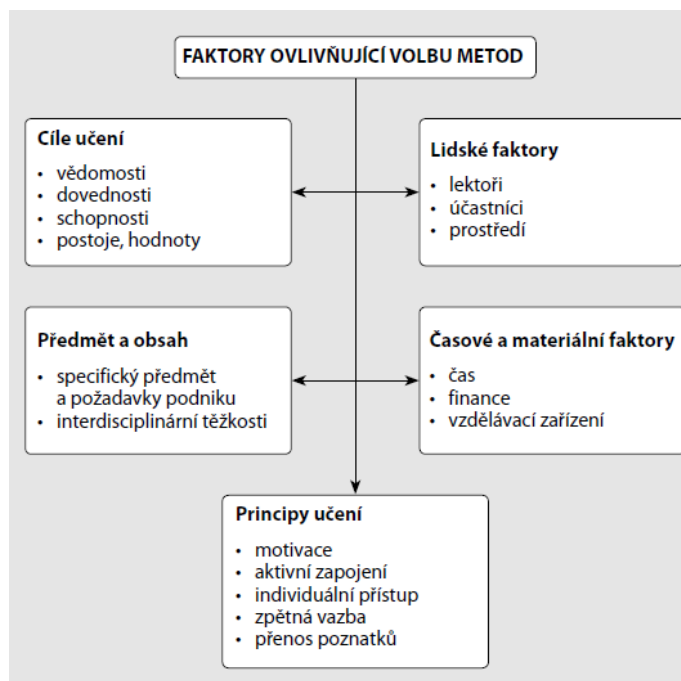 FAKTORY OVLIVŇUJÍCÍ VOLBU METOD
Cíle učení
• vědomosti
• dovednosti
• schopnosti
• postoje, hodnoty
Lidské faktory
• lektoři
• účastníci
• prostředí
Předmět a obsah
• specifický předmět
a požadavky podniku
• interdisciplinární těžkosti
Časové a materiální faktory
• čas
• finance
• vzdělávací zařízení
Principy učení
• motivace
• aktivní zapojení
• individuální přístup
• zpětná vazba
• přenos poznatků